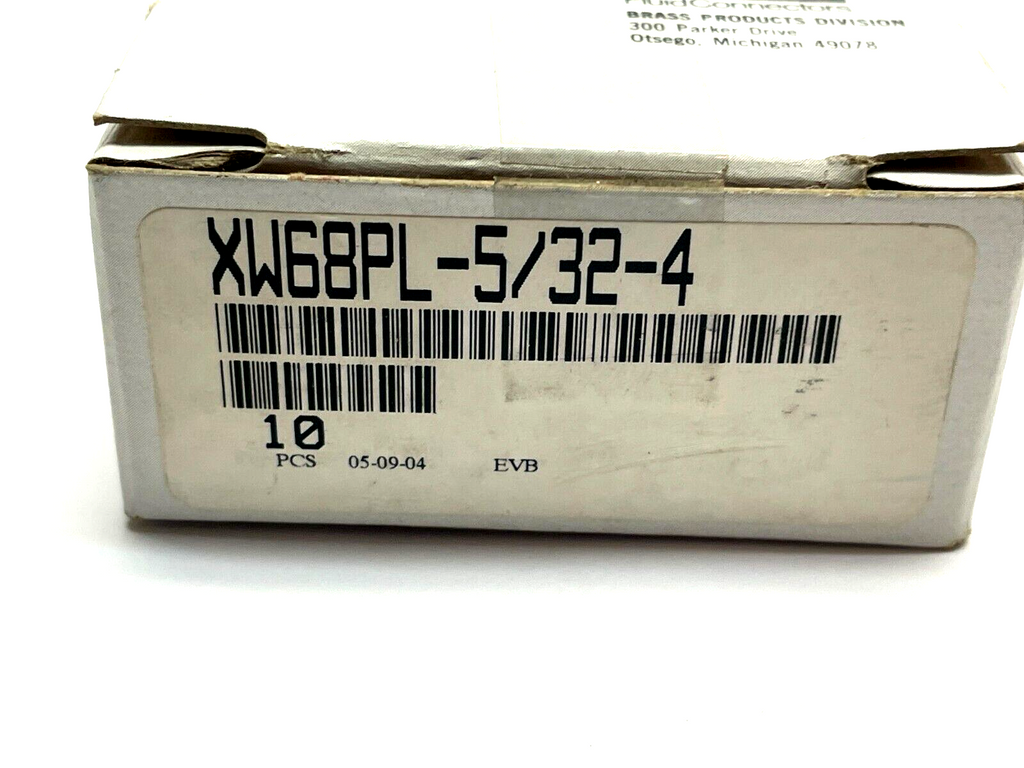 FluidConnectors
BRASS PRODUCTS DIVISION
300 Parker Drive
Otsego, Michigan 49078
XW68PL-5/32-4
10
PCS 05-09-04 EVB